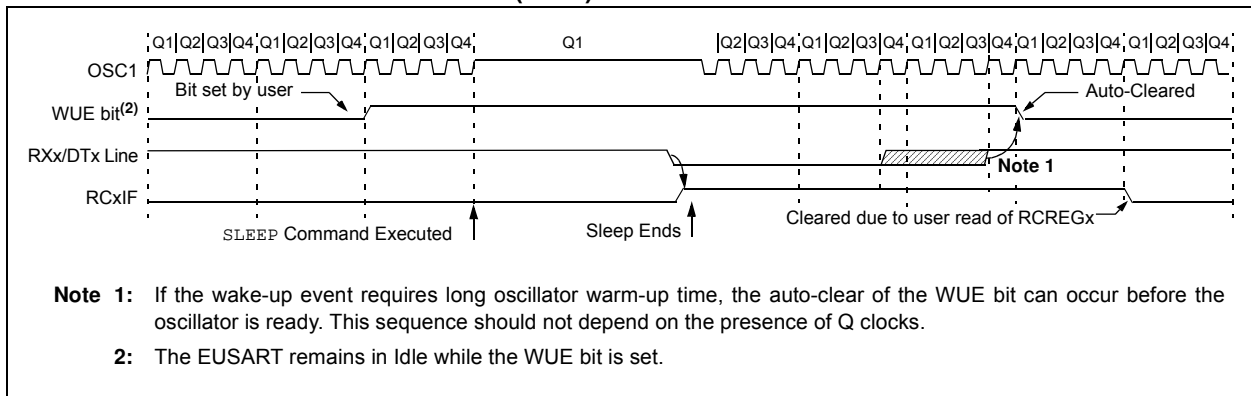 Q1 Q2 Q3 Q4 Q1 Q2 Q3 Q4 Q1 Q2 Q3 Q4 Q1 Q2 Q3 Q4 Q1 Q2 Q3 Q4 Q1 Q2 Q3 Q4 Q1 Q2 Q3 Q4 Q1 Q2 Q3 Q4
OSC1
Bit set by user
Auto-Cleared
WUE bit(2)
RXx/DTx Line
Note 1
RCxIF
Cleared due to user read of RCREGx
SLEEP Command Executed
Sleep Ends
Note 1: If the wake-up event requires long oscillator warm-up time, the auto-clear of the WUE bit can occur before the
oscillator is ready. This sequence should not depend on the presence of Q clocks.
2: The EUSART remains in Idle while the WUE bit is set.